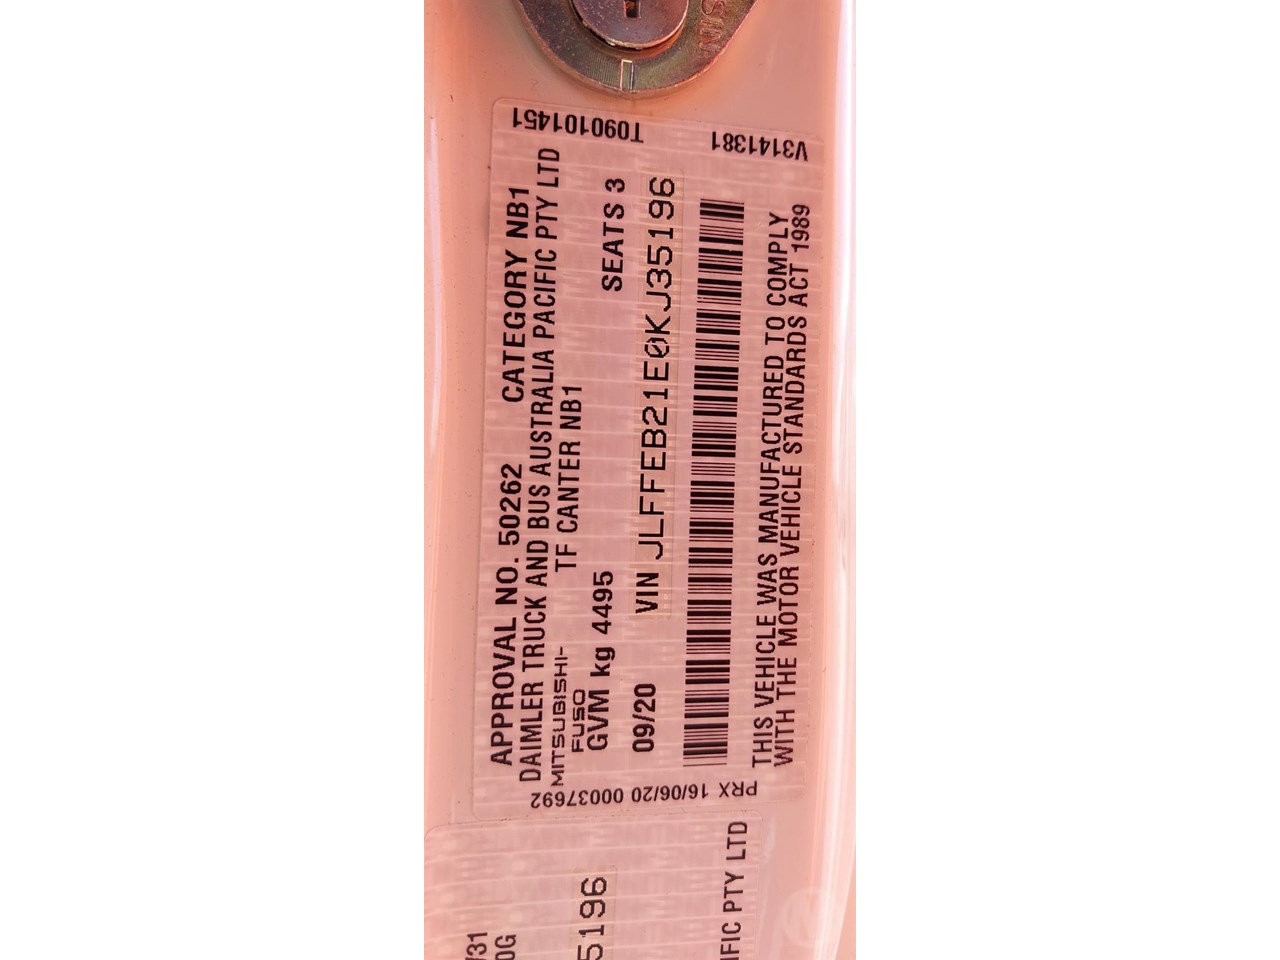 APPROVAL NO. 50262 CATEGORY NB1
DAIMLER TRUCK AND BUS AUSTRALIA PACIFIC PTY LTD
MITSUBISHI-
FUSO
TF CANTER NB1
GVM kg 4495 SEATS 3
09/20 VIN JLFFEB21E0KJ35196
THIS VEHICLE WAS MANUFACTURED TO COMPLY
WITH THE MOTOR VEHICLE STANDARDS ACT 1989
T090101451
V3141381
PRX 16/06/20 00037692
5196
IFIC PTY LTD